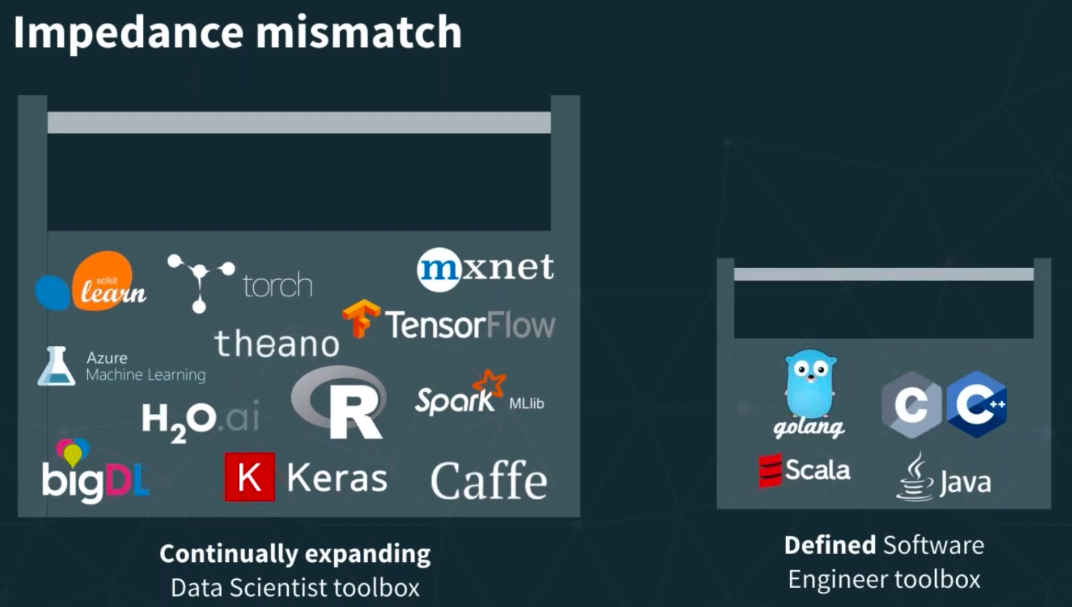 Impedance mismatch
scikit
learn
torch
mxnet
TensorFlow
theano
Azure
Machine Learning
H2O.ai
R
Spark MLlib
bigDL
K Keras
Caffe
golang
C
C++
Scala
Java
Continually expanding
Data Scientist toolbox
Defined Software
Engineer toolbox